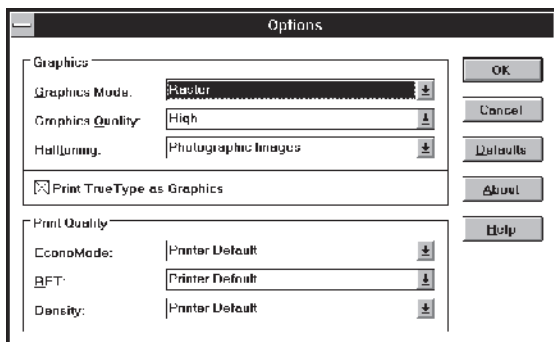 Options
Graphics
Graphics Mode: Raster
Graphics Quality: High
Halftoning: Photographic Images
Print TrueType as Graphics
Print Quality
EconoMode: Printer Default
RET: Printer Default
Density: Printer Default
OK
Cancel
Defaults
About
Help